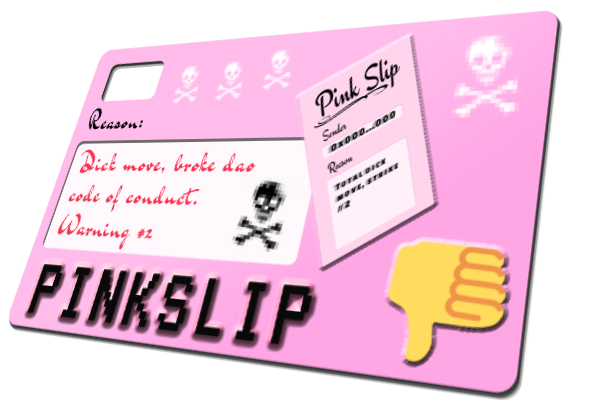 Reason:
Dick move, broke dao
code of conduct.
Warning #2
Pink Slip
Sender
0X000...000
Reason
TOTAL DICK
MOVE, STRIKE
#2
PINKSLIP